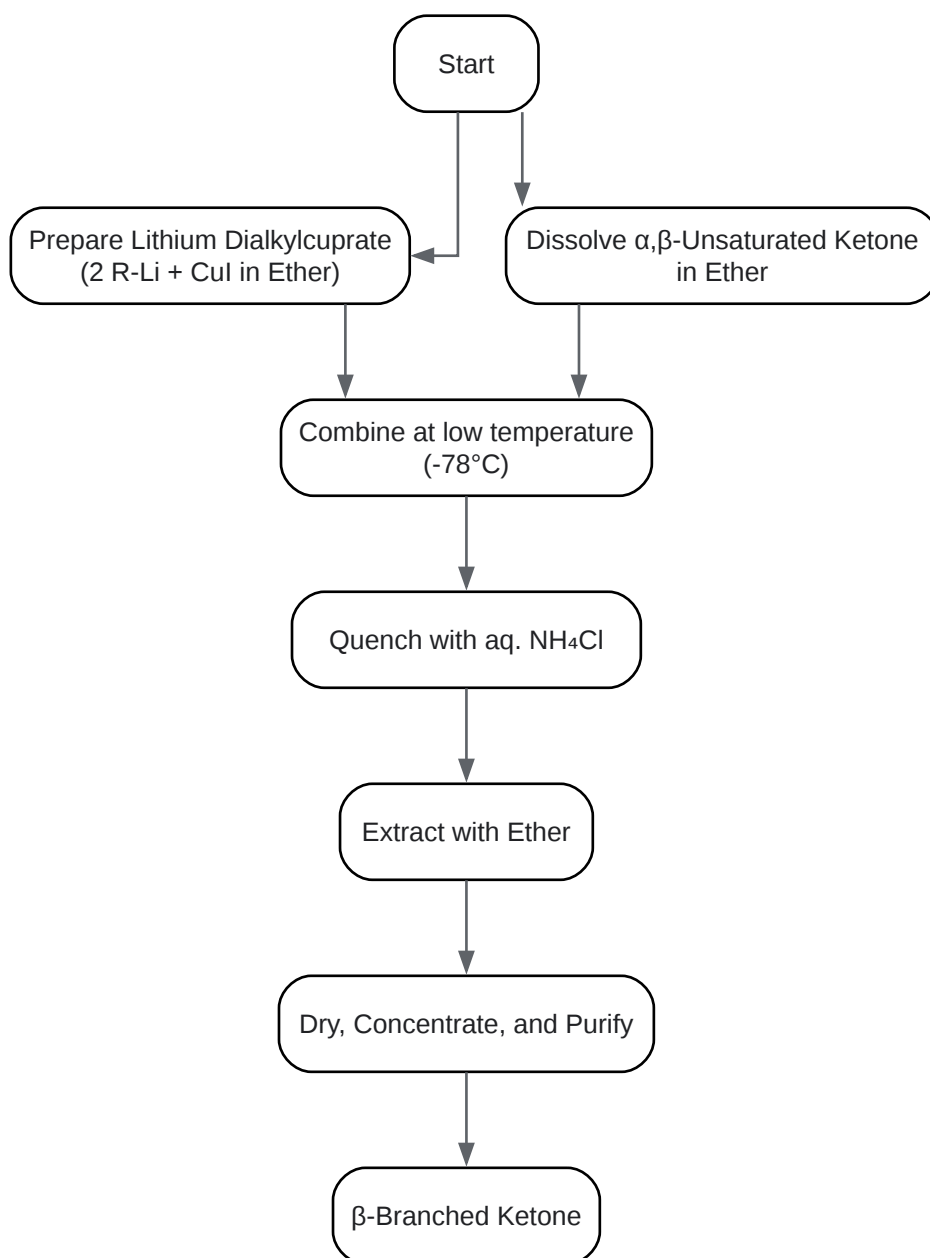 Start
Prepare Lithium Dialkylcuprate
(2 R-Li + CuI in Ether)
Dissolve α,β-Unsaturated Ketone
in Ether
Combine at low temperature
(-78°C)
Quench with aq. NH₄Cl
Extract with Ether
Dry, Concentrate, and Purify
β-Branched Ketone